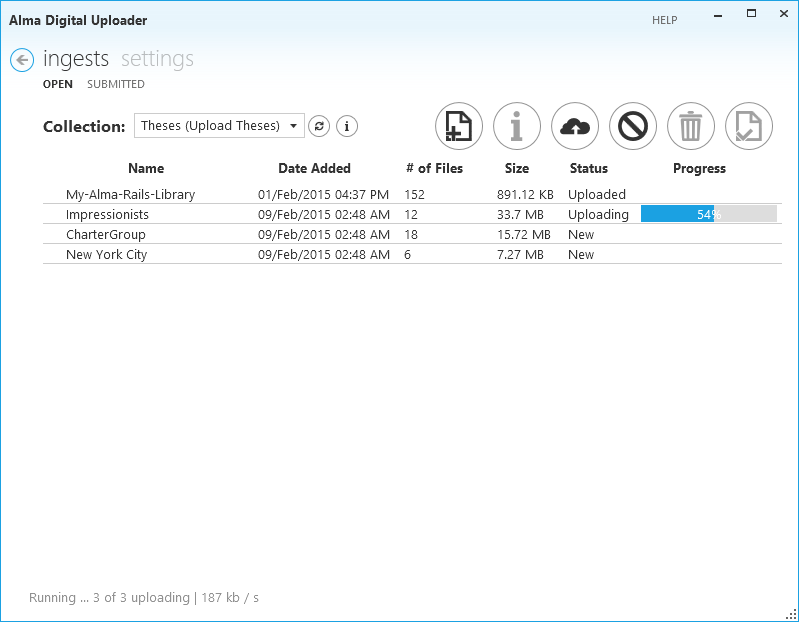 Alma Digital Uploader HELP
ingests settings
OPEN SUBMITTED
Collection: Theses (Upload Theses)
Name Date Added # of Files Size Status Progress
My-Alma-Rails-Library 01/Feb/2015 04:37 PM 152 891.12 KB Uploaded
Impressionists 09/Feb/2015 02:48 AM 12 33.7 MB Uploading 54%
CharterGroup 09/Feb/2015 02:48 AM 18 15.72 MB New
New York City 09/Feb/2015 02:48 AM 6 7.27 MB New
Running ... 3 of 3 uploading | 187 kb / s